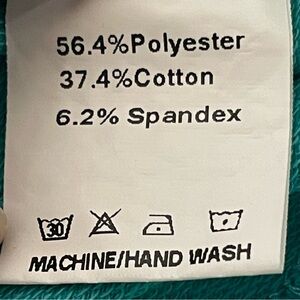 56.4%Polyester
37.4%Cotton
6.2% Spandex
30
MACHINE/HAND WASH